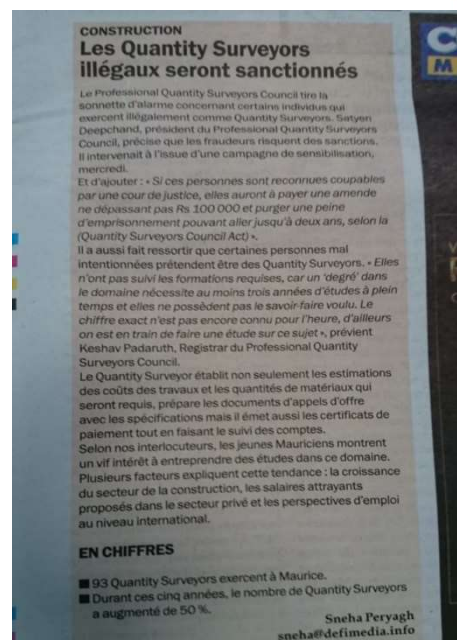 CONSTRUCTION
Les Quantity Surveyors
illégaux seront sanctionnés
Le Professional Quantity Surveyors Council tire la
sonnette d'alarme concernant certains individus qui
exercent illégalement comme Quantity Surveyors. Satyen
Deepchand, président du Professional Quantity Surveyors
Council, précise que les fraudeurs risquent des sanctions.
Il intervenait à l'issue d'une campagne de sensibilisation,
mercredi.
Et d'ajouter : « Si ces personnes sont reconnues coupables
par une cour de justice, elles auront à payer une amende
ne dépassant pas Rs 100 000 et purger une peine
d'emprisonnement pouvant aller jusqu'à deux ans, selon la
(Quantity Surveyors Council Act) ».
Il a aussi fait ressortir que certaines personnes mal
intentionnées prétendent être des Quantity Surveyors. « Elles
n'ont pas suivi les formations requises, car un 'degré' dans
le domaine nécessite au moins trois années d'études à plein
temps et elles ne possèdent pas le savoir-faire voulu. Le
chiffre exact n'est pas encore connu pour l'heure, d'ailleurs
on est en train de faire une étude sur ce sujet », prévient
Keshav Padaruth, Registrar du Professional Quantity
Surveyors Council.
Le Quantity Surveyor établit non seulement les estimations
des coûts des travaux et les quantités de matériaux qui
seront requis, prépare les documents d'appels d'offre
avec les spécifications mais il émet aussi les certificats de
paiement tout en faisant le suivi des comptes.
Selon nos interlocuteurs, les jeunes Mauriciens montrent
un vif intérêt à entreprendre des études dans ce domaine.
Plusieurs facteurs expliquent cette tendance : la croissance
du secteur de la construction, les salaires attrayants
proposés dans le secteur privé et les perspectives d'emploi
au niveau international.
EN CHIFFRES
■ 93 Quantity Surveyors exercent à Maurice.
■ Durant ces cinq années, le nombre de Quantity Surveyors
a augmenté de 50 %.
Sneha Peryagh
sneha@defimedia.info